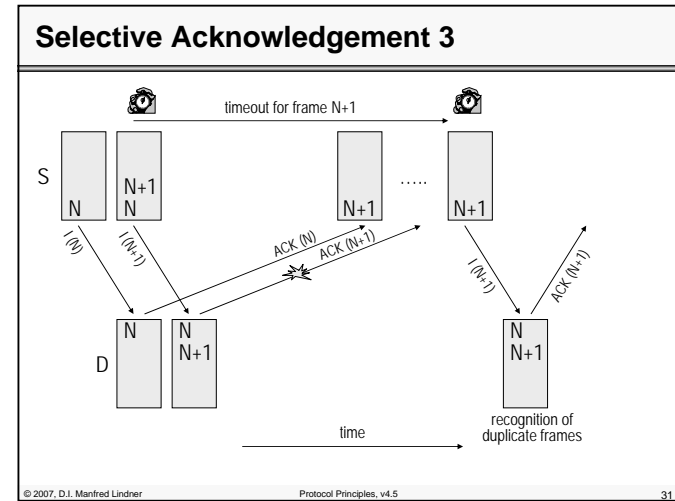 Selective Acknowledgement 3
timeout for frame N+1
S
N
N+1
N
N+1
.....
N+1
I (N)
I (N+1)
ACK (N)
ACK (N+1)
I (N+1)
ACK (N+1)
D
N
N
N+1
N
N+1
recognition of
duplicate frames
time
© 2007, D.I. Manfred Lindner
Protocol Principles, v4.5
31